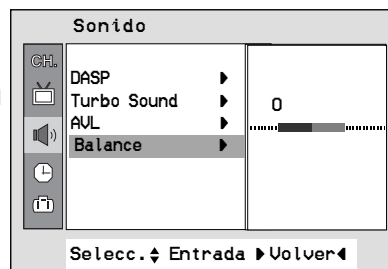 Sonido
CH.
DASP
Turbo Sound
AVL
Balance
0
Selecc. Entrada Volver